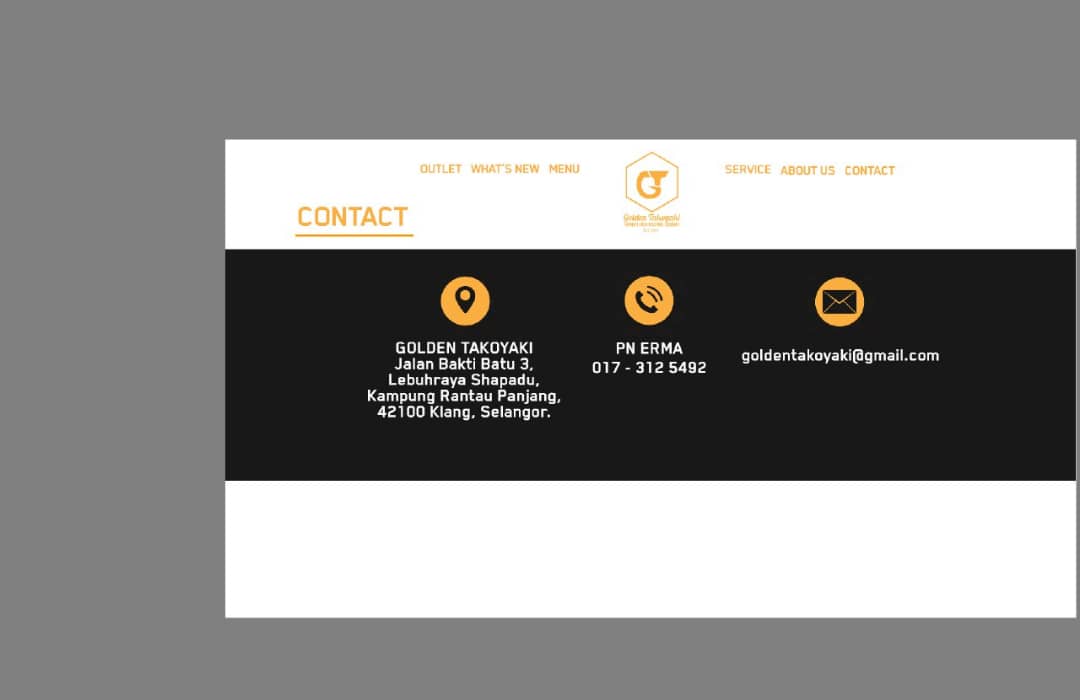 OUTLET WHAT'S NEW MENU
GT
Golden Takoyaki
SERVICE ABOUT US CONTACT
CONTACT
GOLDEN TAKOYAKI
Jalan Bakti Batu 3,
Lebuhraya Shapadu,
Kampung Rantau Panjang,
42100 Klang, Selangor.
PN ERMA
017 - 312 5492
goldentakoyaki@gmail.com